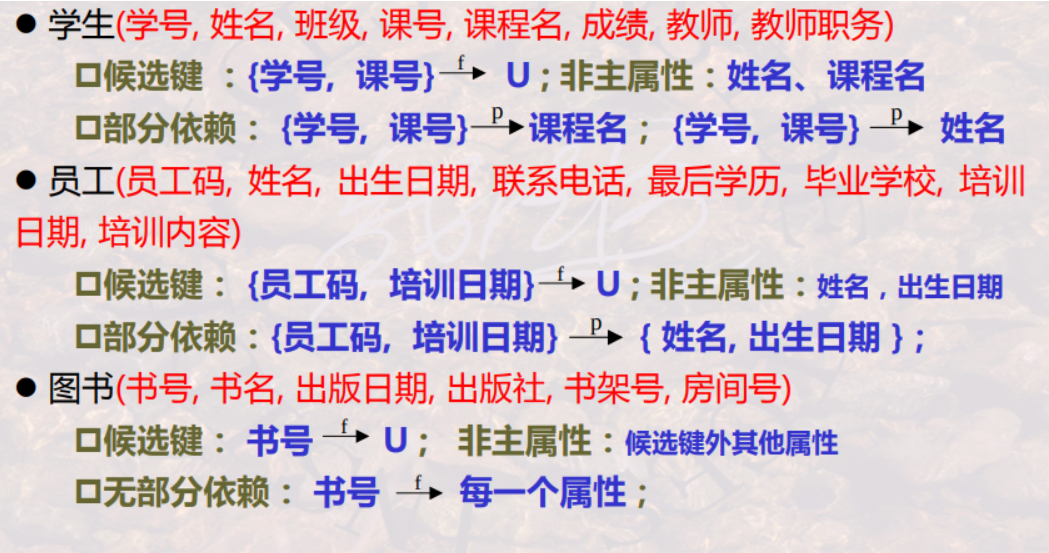 ● 学生(学号, 姓名, 班级, 课号, 课程名, 成绩, 教师, 教师职务)
候选键 ：{学号, 课号} f→ U ; 非主属性：姓名、课程名
部分依赖： {学号, 课号} p→ 课程名； {学号, 课号} p→ 姓名
● 员工(员工码, 姓名, 出生日期, 联系电话, 最后学历, 毕业学校, 培训
日期, 培训内容)
候选键： {员工码, 培训日期} f→ U ; 非主属性：姓名，出生日期
部分依赖：{员工码, 培训日期} p→ { 姓名, 出生日期 }；
● 图书(书号, 书名, 出版日期, 出版社, 书架号, 房间号)
候选键： 书号 f→ U； 非主属性：候选键外其他属性
无部分依赖： 书号 f→ 每一个属性；